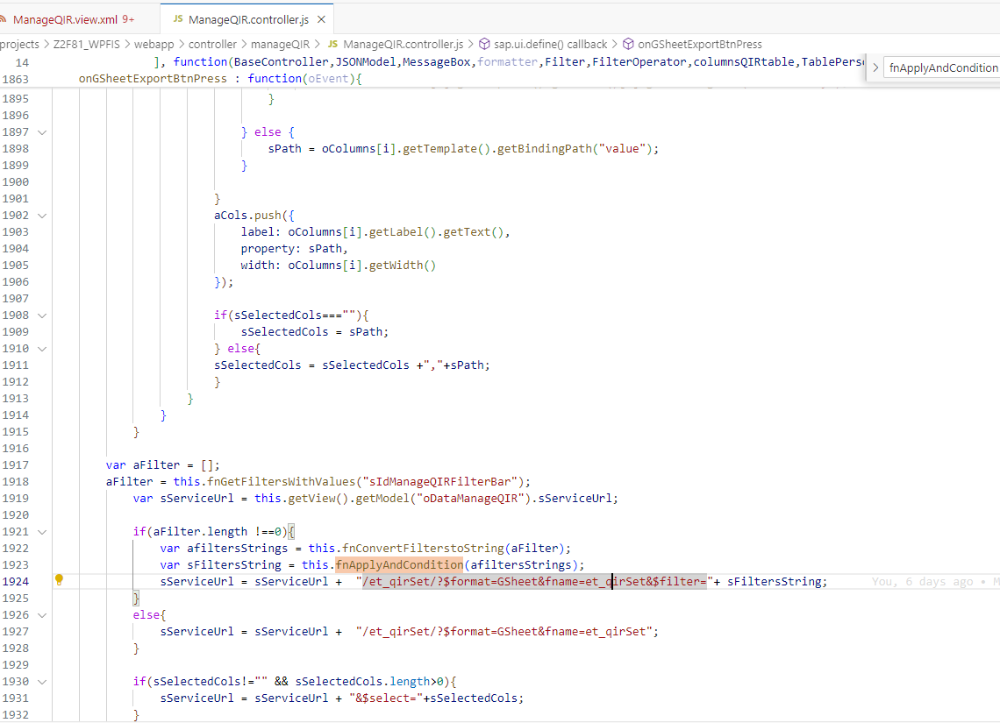 ManageQIR.view.xml 9+
JS ManageQIR.controller.js ×
projects > Z2F81_WPFIS > webapp > controller > manageQIR > JS ManageQIR.controller.js > sap.ui.define() callback > onGSheetExportBtnPress
14 ], function(BaseController,JSONModel,MessageBox,formatter,Filter,FilterOperator,columnsQIRtable,TablePers
> fnApplyAndCondition
1863 onGSheetExportBtnPress : function(oEvent){
1895 }
1896
1897 } else {
1898 sPath = oColumns[i].getTemplate().getBindingPath("value");
1899 }
1900
1901 }
1902 aCols.push({
1903 label: oColumns[i].getLabel().getText(),
1904 property: sPath,
1905 width: oColumns[i].getWidth()
1906 });
1907
1908 if(sSelectedCols===""){
1909 sSelectedCols = sPath;
1910 } else{
1911 sSelectedCols = sSelectedCols +","+sPath;
1912 }
1913 }
1914 }
1915 }
1916
1917 var aFilter = [];
1918 aFilter = this.fnGetFiltersWithValues("sIdManageQIRFilterBar");
1919 var sServiceUrl = this.getView().getModel("oDataManageQIR").sServiceUrl;
1920
1921 if(aFilter.length !==0){
1922 var afiltersStrings = this.fnConvertFilterstoString(aFilter);
1923 var sFiltersString = this.fnApplyAndCondition(afiltersStrings);
1924 sServiceUrl = sServiceUrl + "/et_qirSet/?$format=GSheet&fname=et_qirSet&$filter="+ sFiltersString; You, 6 days ago • M
1925 }
1926 else{
1927 sServiceUrl = sServiceUrl + "/et_qirSet/?$format=GSheet&fname=et_qirSet";
1928 }
1929
1930 if(sSelectedCols!="" && sSelectedCols.length>0){
1931 sServiceUrl = sServiceUrl + "&$select="+sSelectedCols;
1932 }